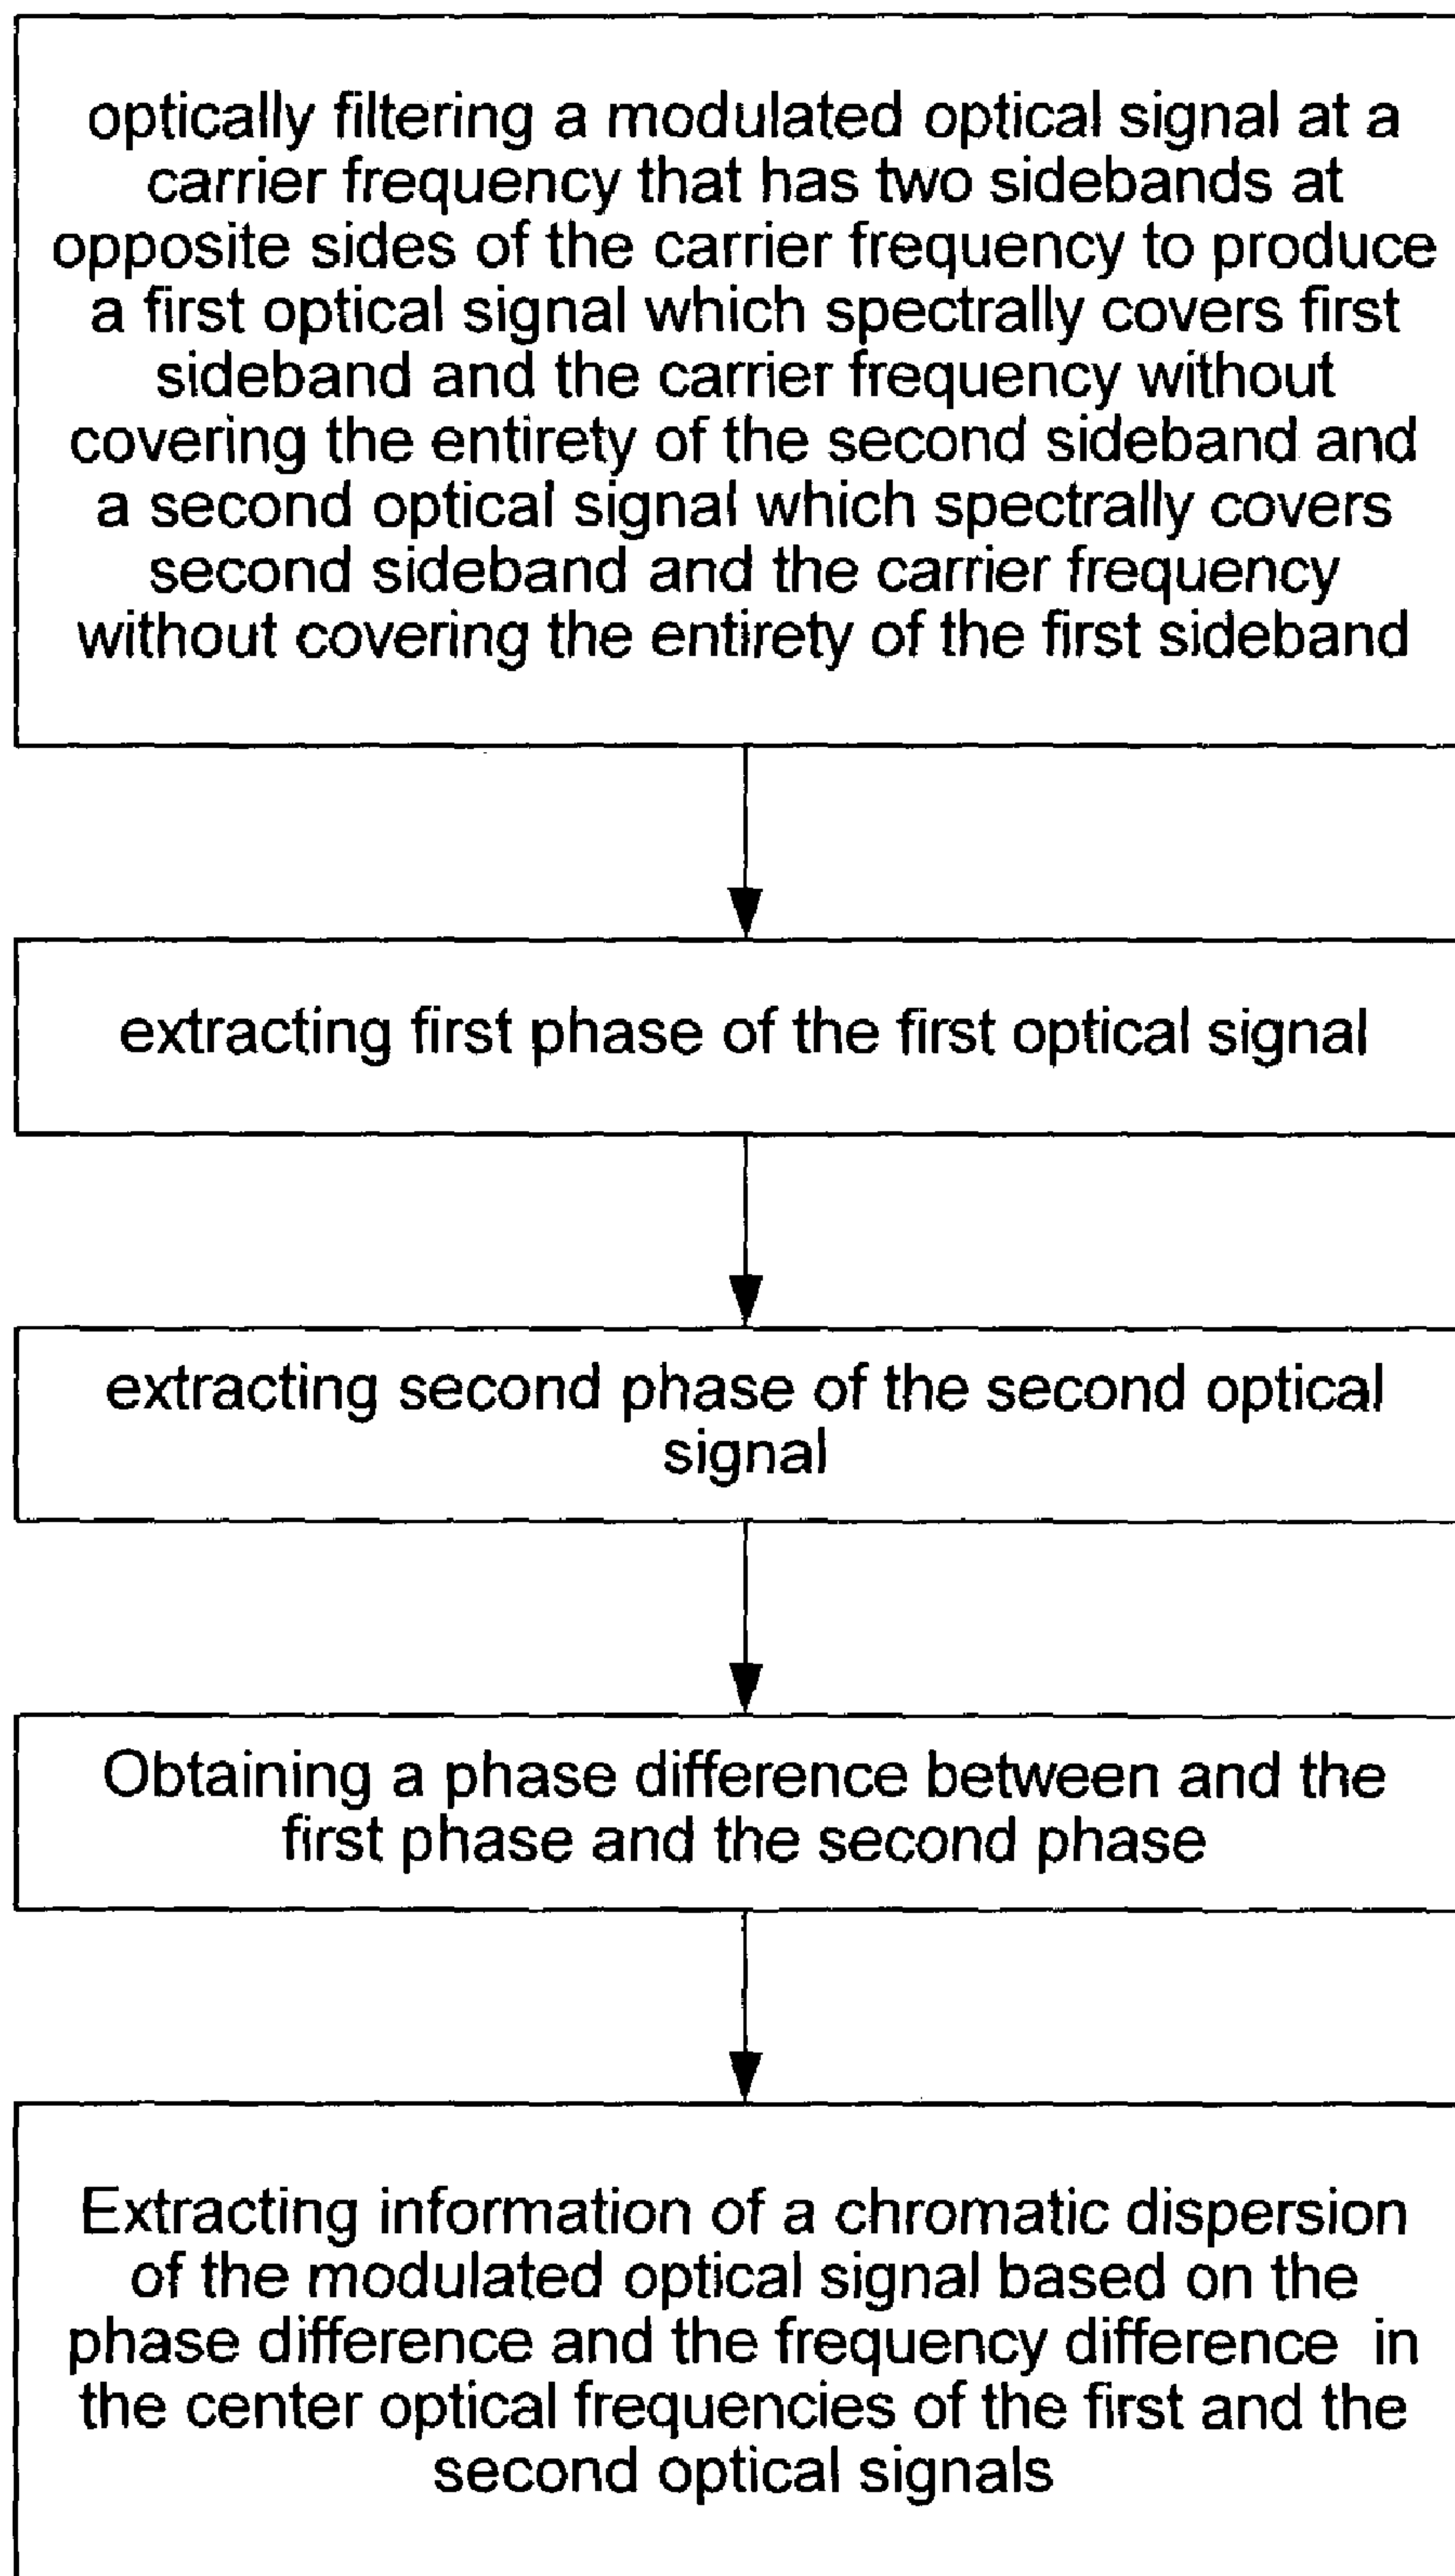 optically filtering a modulated optical signal at a
carrier frequency that has two sidebands at
opposite sides of the carrier frequency to produce
a first optical signal which spectrally covers first
sideband and the carrier frequency without
covering the entirety of the second sideband and
a second optical signal which spectrally covers
second sideband and the carrier frequency
without covering the entirety of the first sideband
extracting first phase of the first optical signal
extracting second phase of the second optical
signal
Obtaining a phase difference between and the
first phase and the second phase
Extracting information of a chromatic dispersion
of the modulated optical signal based on the
phase difference and the frequency difference in
the center optical frequencies of the first and the
second optical signals